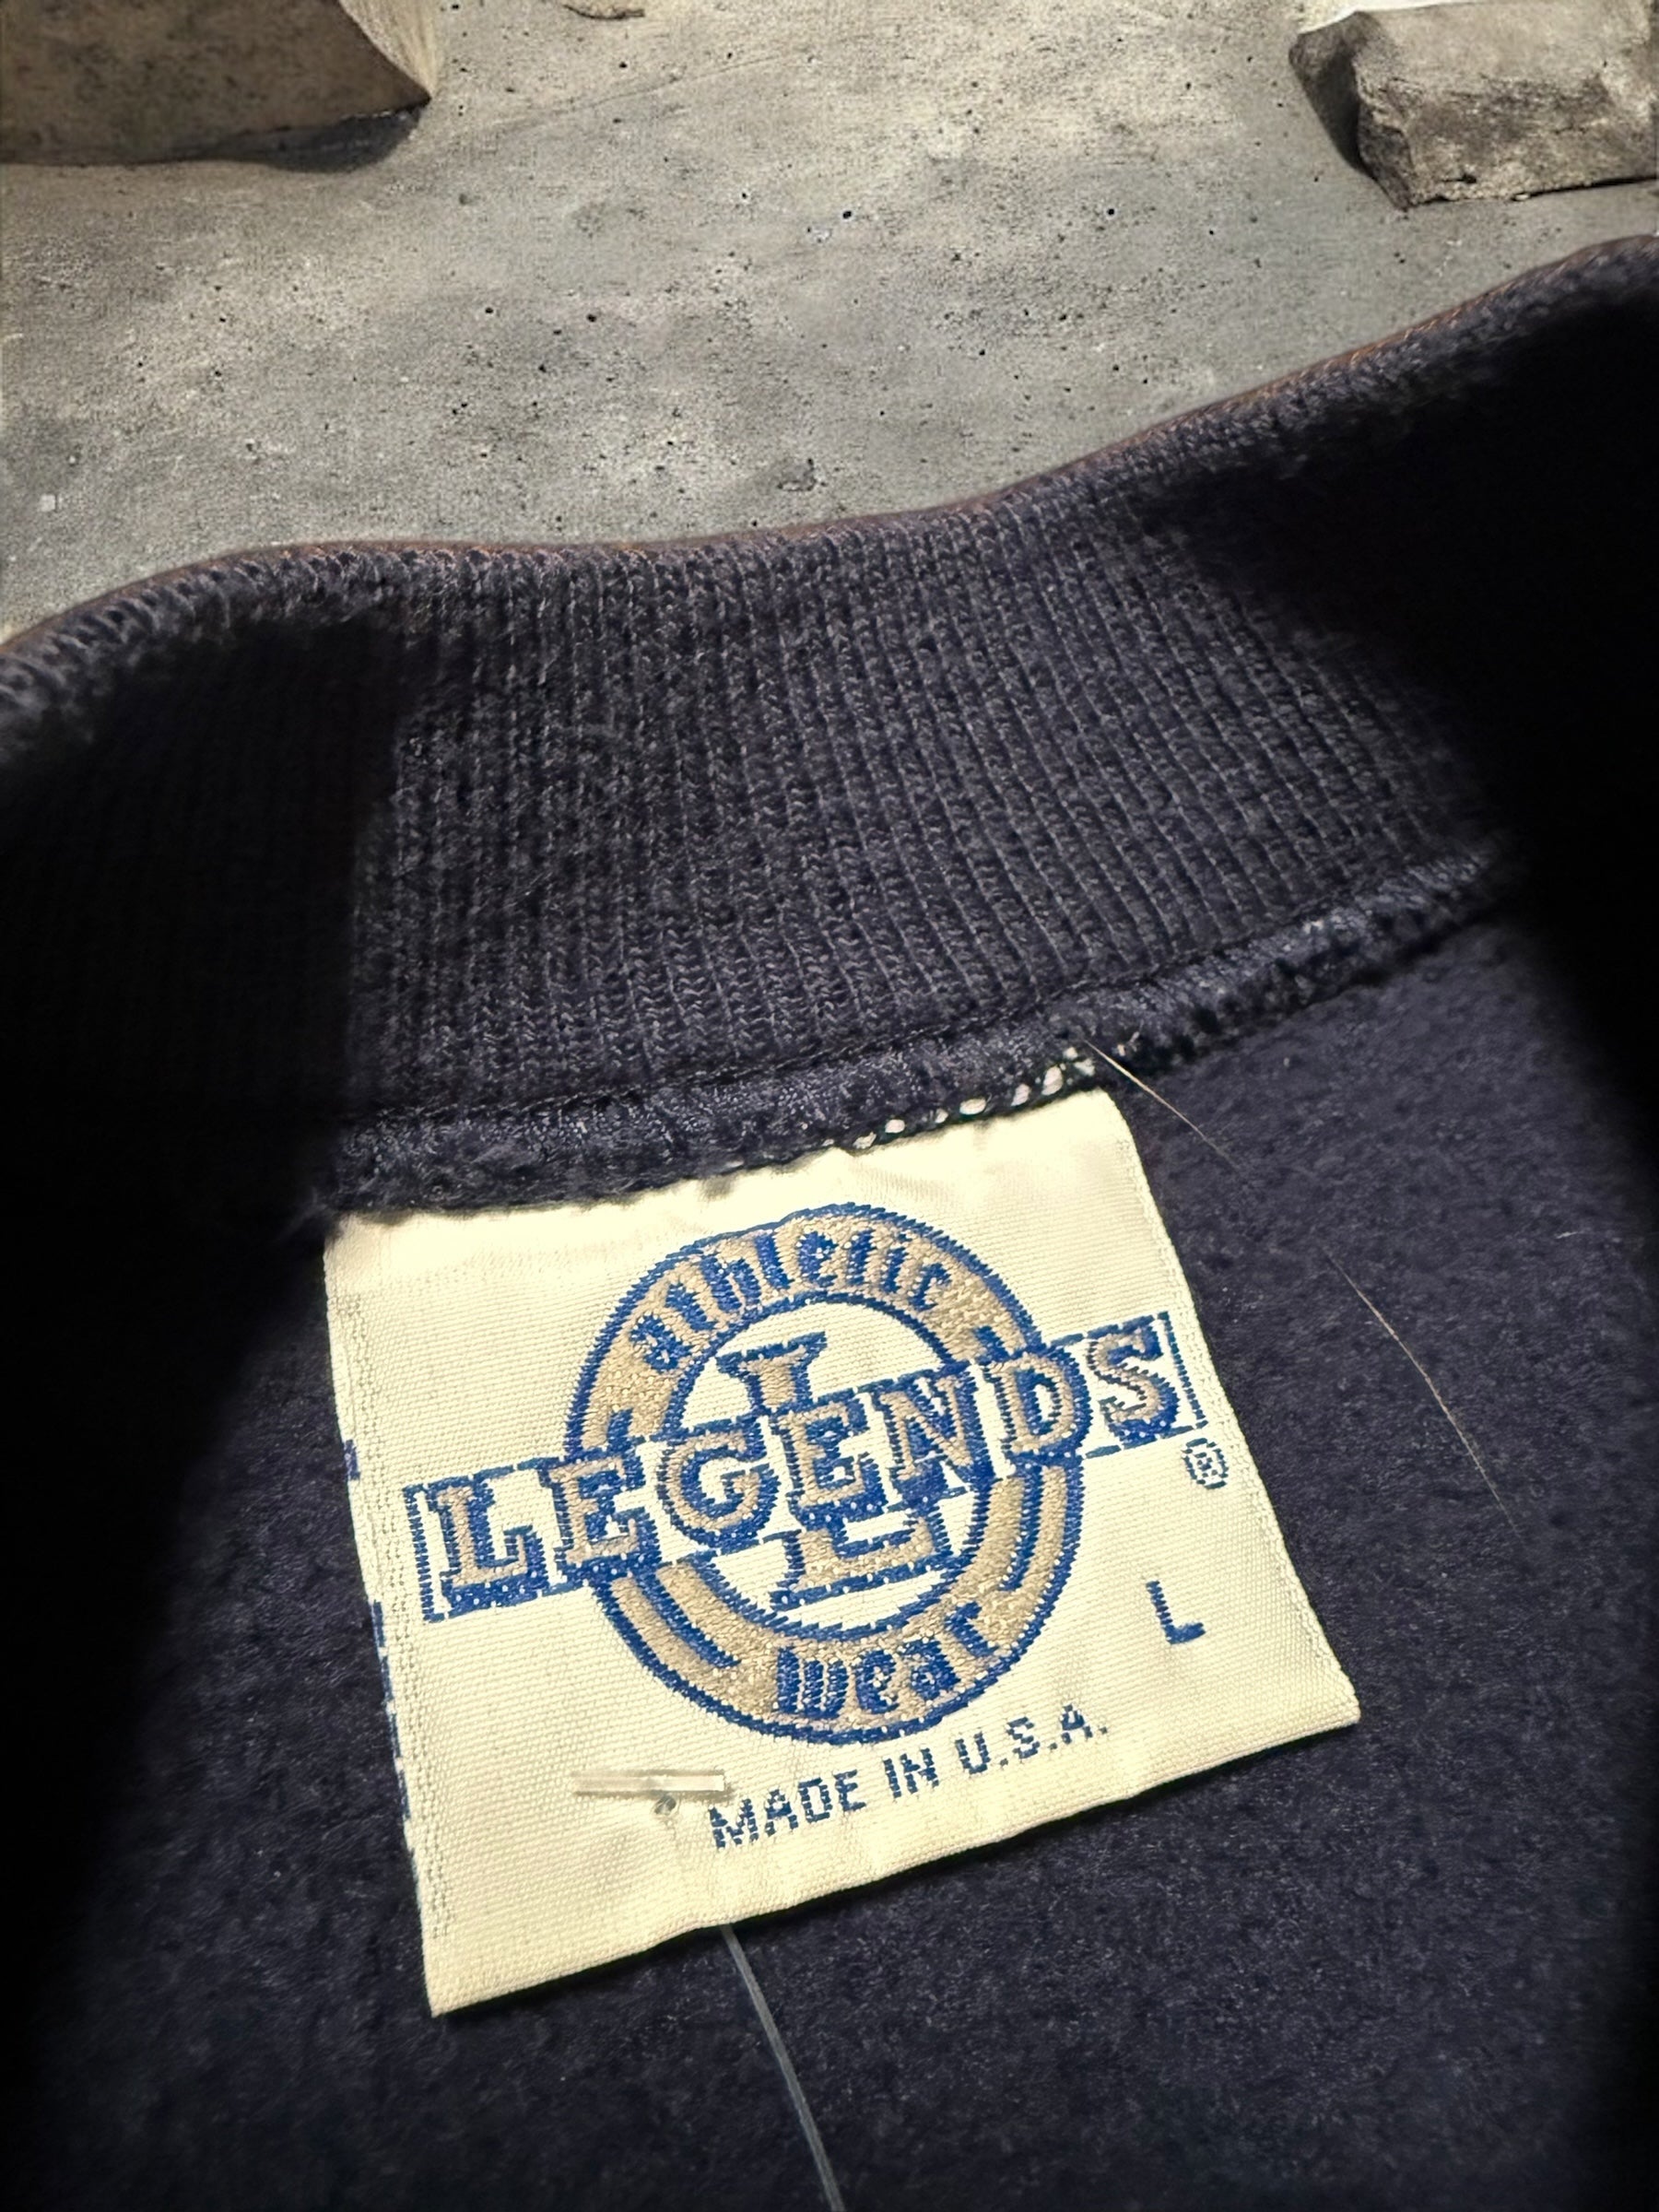 athletic
L
LEGENDS
®
wear
L
MADE IN U.S.A.